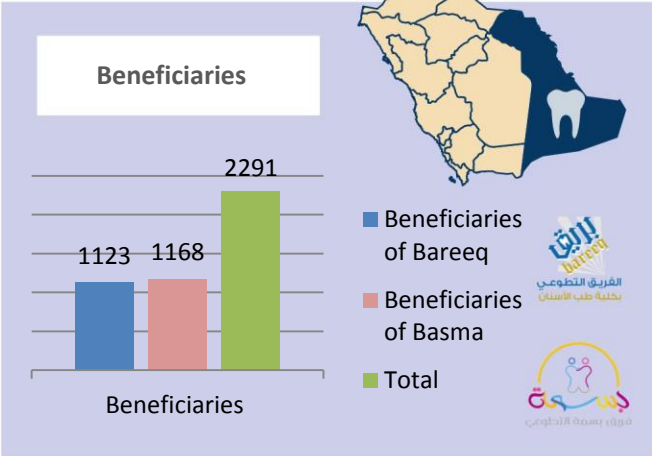 Beneficiaries
2291
1123
1168
Beneficiaries
Beneficiaries
of Bareeq
Beneficiaries
of Basma
Total
بريق
bareeq
الفريق التطوعي
بكلية طب الأسنان
بسمة
فريق بسمة التطوعي